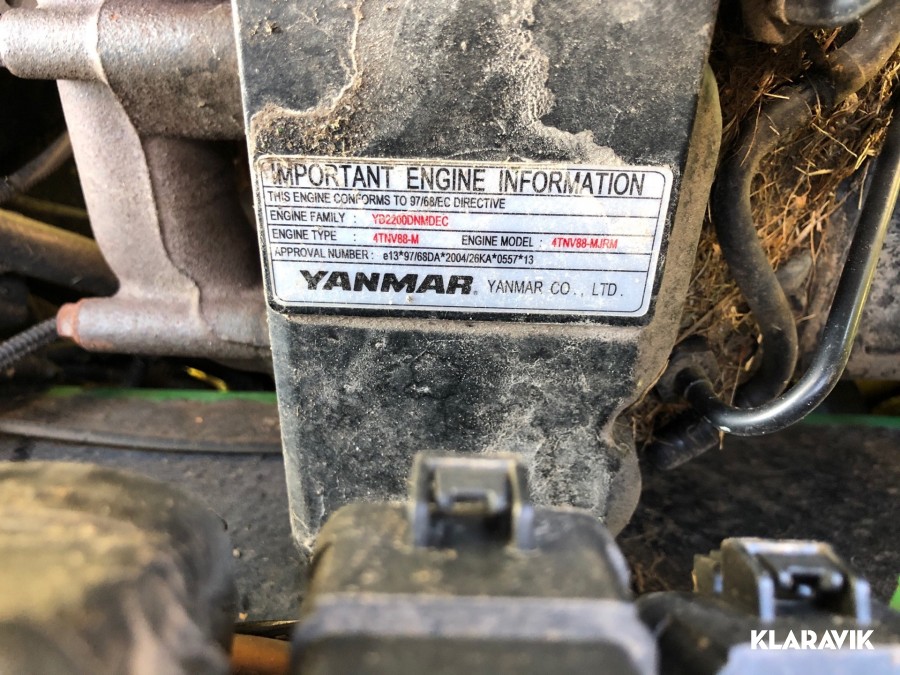 IMPORTANT ENGINE INFORMATION
THIS ENGINE CONFORMS TO 97/68/EC DIRECTIVE
ENGINE FAMILY : YB2200DNMDEC
ENGINE TYPE : 4TNV88-M ENGINE MODEL : 4TNV88-MJRM
APPROVAL NUMBER : e13*97/68DA*2004/26KA*0557*13
YANMAR. YANMAR CO., LTD.
KLARAVIK